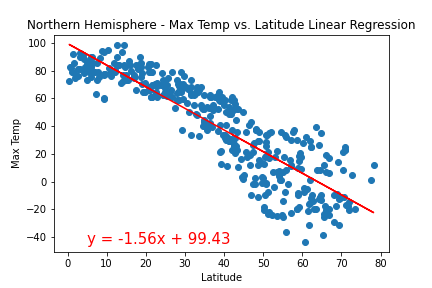 Northern Hemisphere - Max Temp vs. Latitude Linear Regression
100
80
60
40
20
0
−20
−40
Max Temp
y = -1.56x + 99.43
0 10 20 30 40 50 60 70 80
Latitude